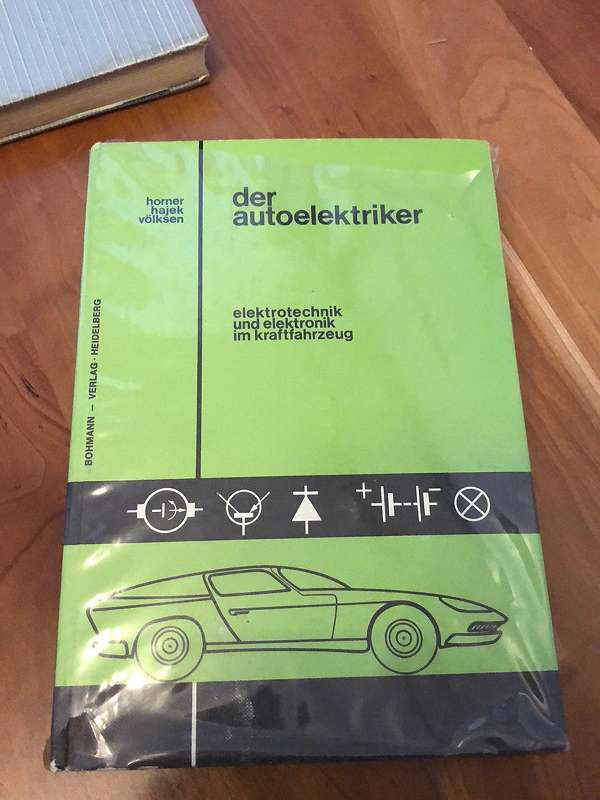 horner
hajek
völksen
der
autoelektriker
elektrotechnik
und elektronik
im kraftfahrzeug
BOHMANN – VERLAG · HEIDELBERG